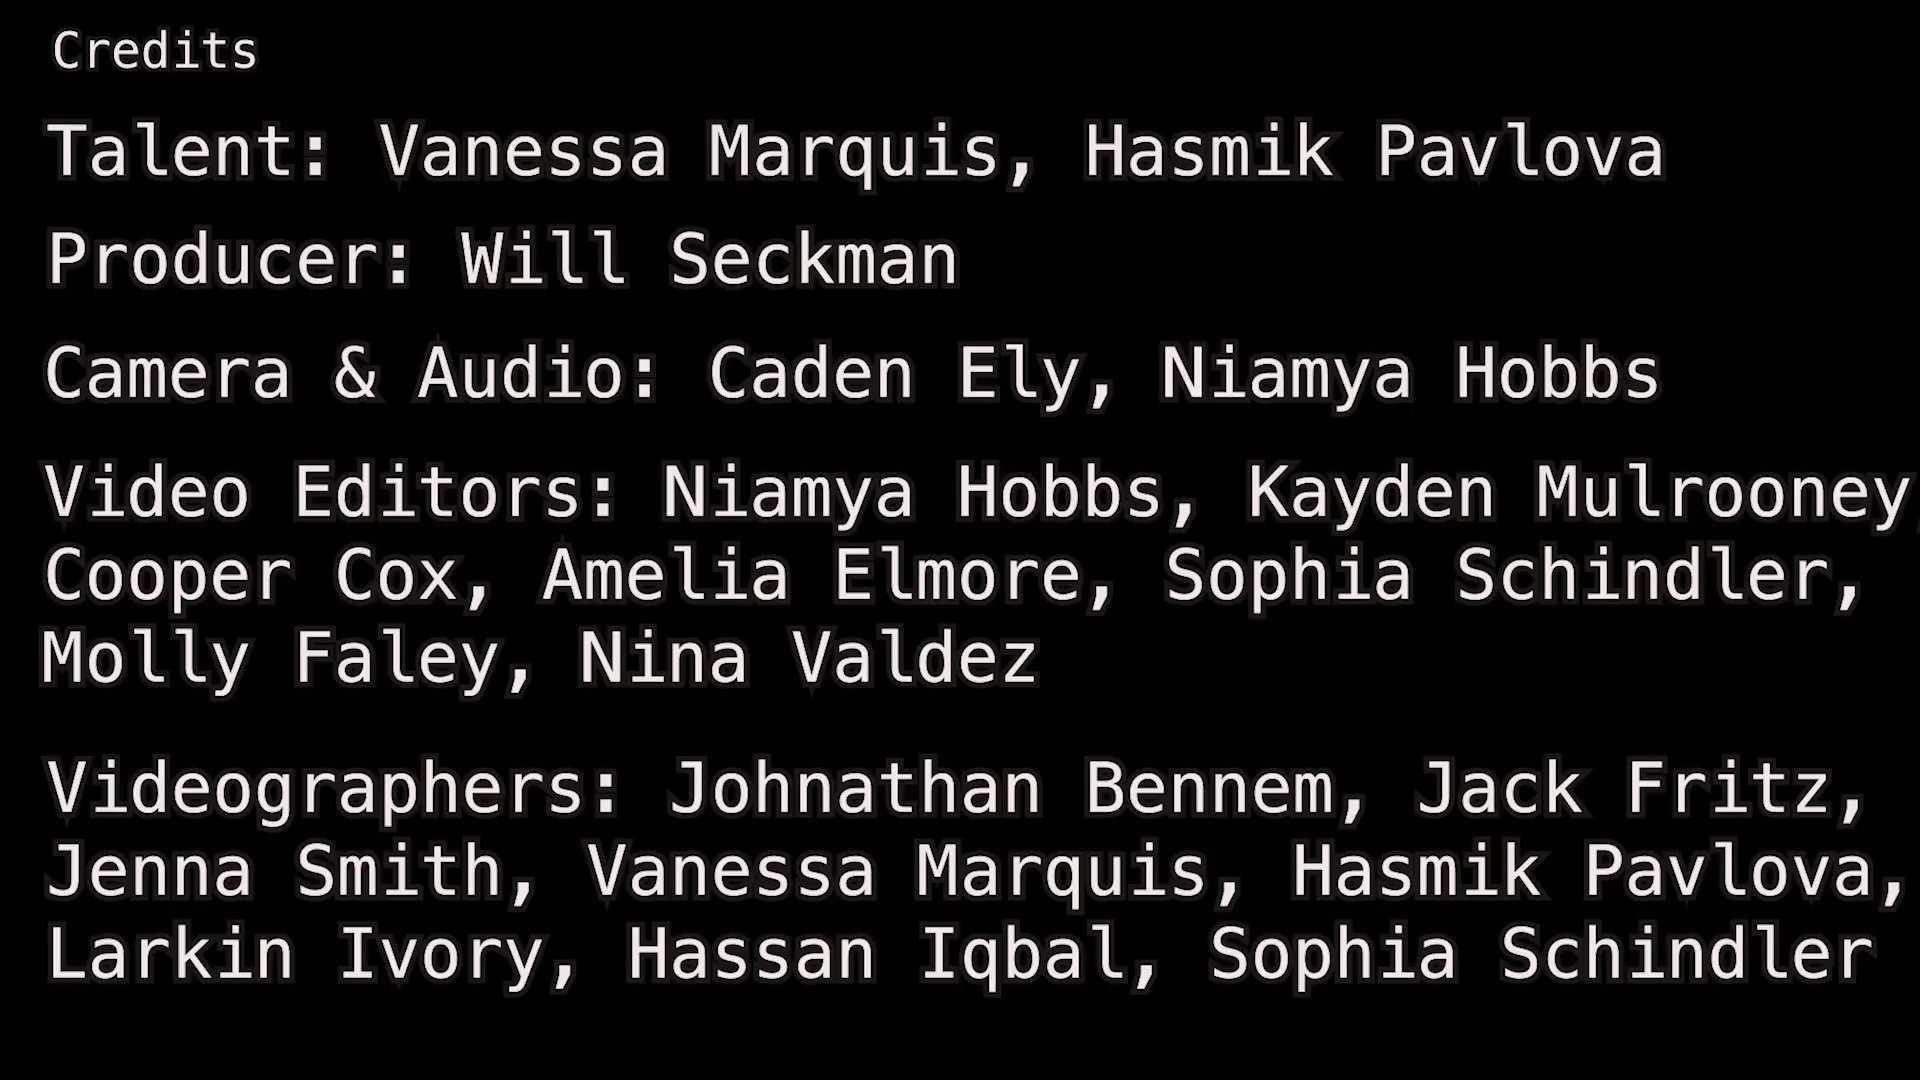 Credits
Talent: Vanessa Marquis, Hasmik Pavlova
Producer: Will Seckman
Camera & Audio: Caden Ely, Niamya Hobbs
Video Editors: Niamya Hobbs, Kayden Mulrooney,
Cooper Cox, Amelia Elmore, Sophia Schindler,
Molly Faley, Nina Valdez
Videographers: Johnathan Bennem, Jack Fritz,
Jenna Smith, Vanessa Marquis, Hasmik Pavlova,
Larkin Ivory, Hassan Iqbal, Sophia Schindler